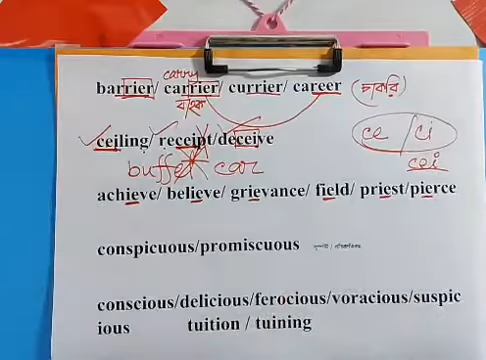 carry
barrier/ carrier/ currier/ career (চাকরি)
বাহক
ceiling/ receipt/deceive ce/ci
buffet car cei
achieve/ believe/ grievance/ field/ priest/pierce
conspicuous/promiscuous
conscious/delicious/ferocious/voracious/suspic
ious tuition / tuining